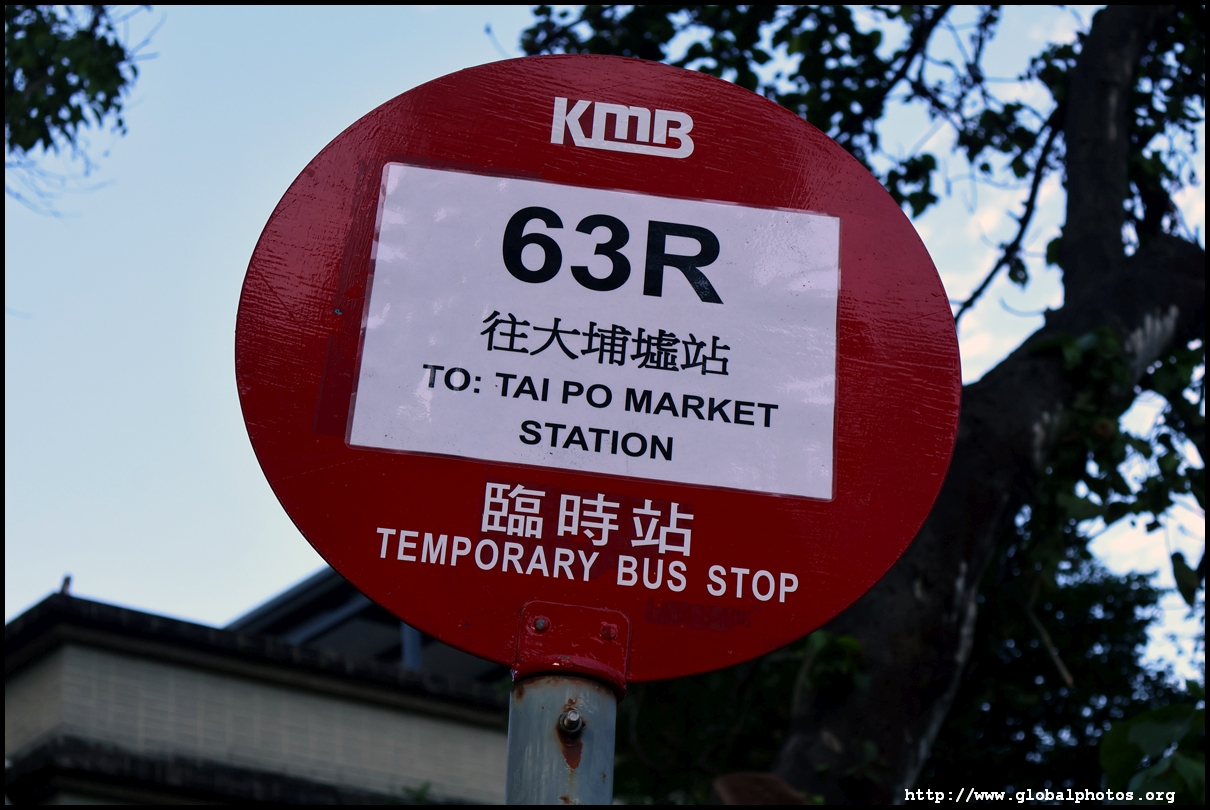 KMB
63R
往大埔墟站
TO: TAI PO MARKET
STATION
臨時站
TEMPORARY BUS STOP
http://www.globalphotos.org